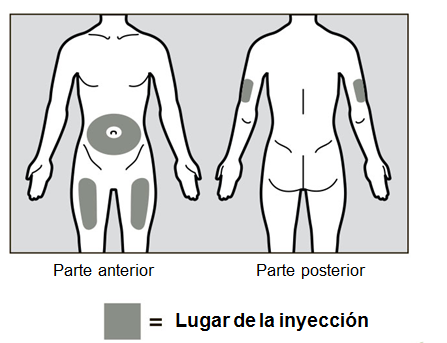 Parte anterior
Parte posterior
= Lugar de la inyección